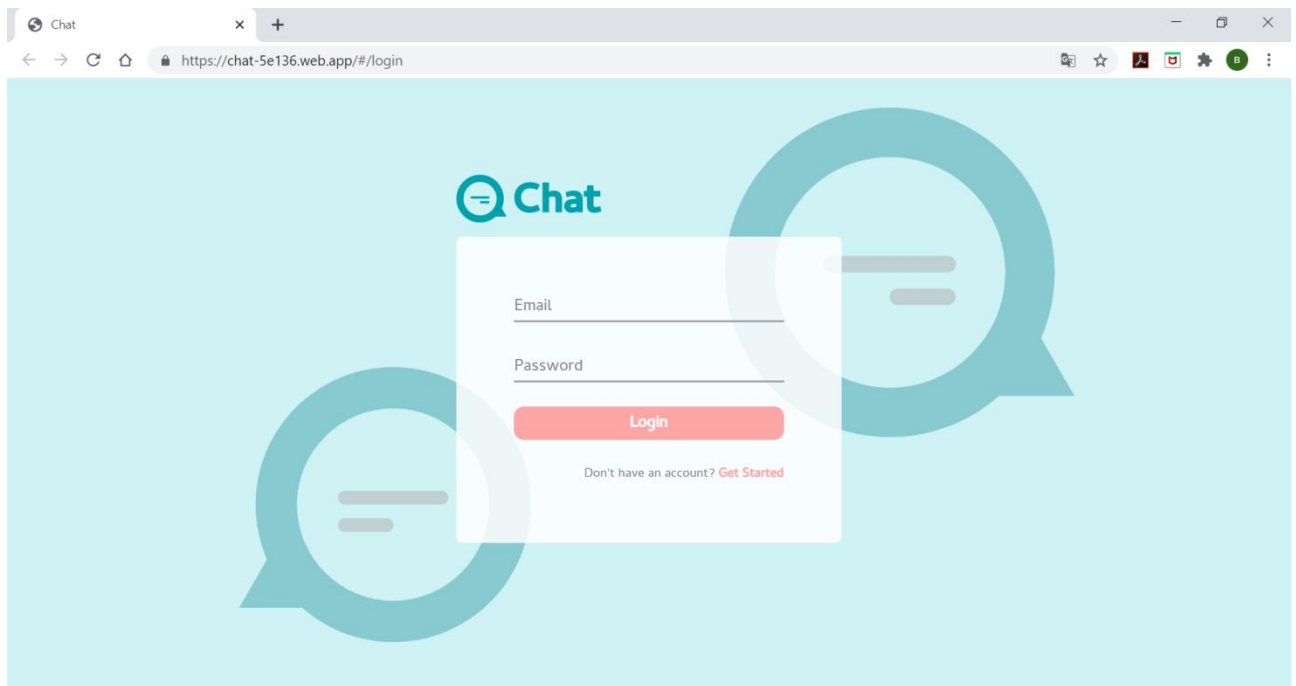 Chat
https://chat-5e136.web.app/#/login
B
Chat
Email
Password
Login
Don't have an account? Get Started